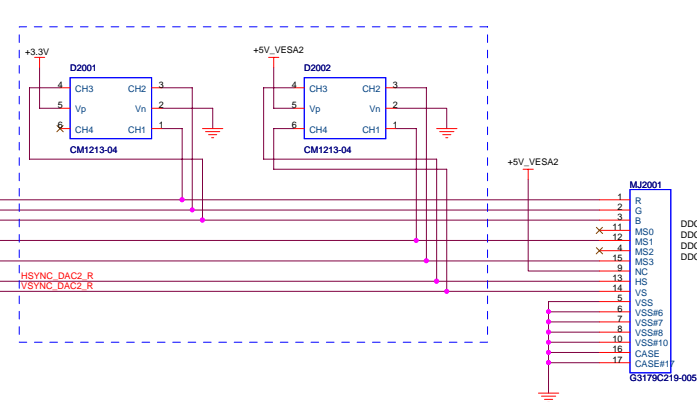 +3.3V
+5V_VESA2
D2001
D2002
4 CH3 CH2 3
4 CH3 CH2 3
5 Vp Vn 2
5 Vp Vn 2
6 CH4 CH1 1
6 CH4 CH1 1
CM1213-04
CM1213-04
+5V_VESA2
MJ2001
1 R
2 G
3 B
11 MS0
12 MS1
4 MS2
15 MS3
9 NC
13 HS
14 VS
5 VSS
6 VSS#6
7 VSS#7
8 VSS#8
10 VSS#10
16 CASE
17 CASE#17
G3179C219-005
DDC
DDC
DDC
DDC
HSYNC_DAC2_R
VSYNC_DAC2_R